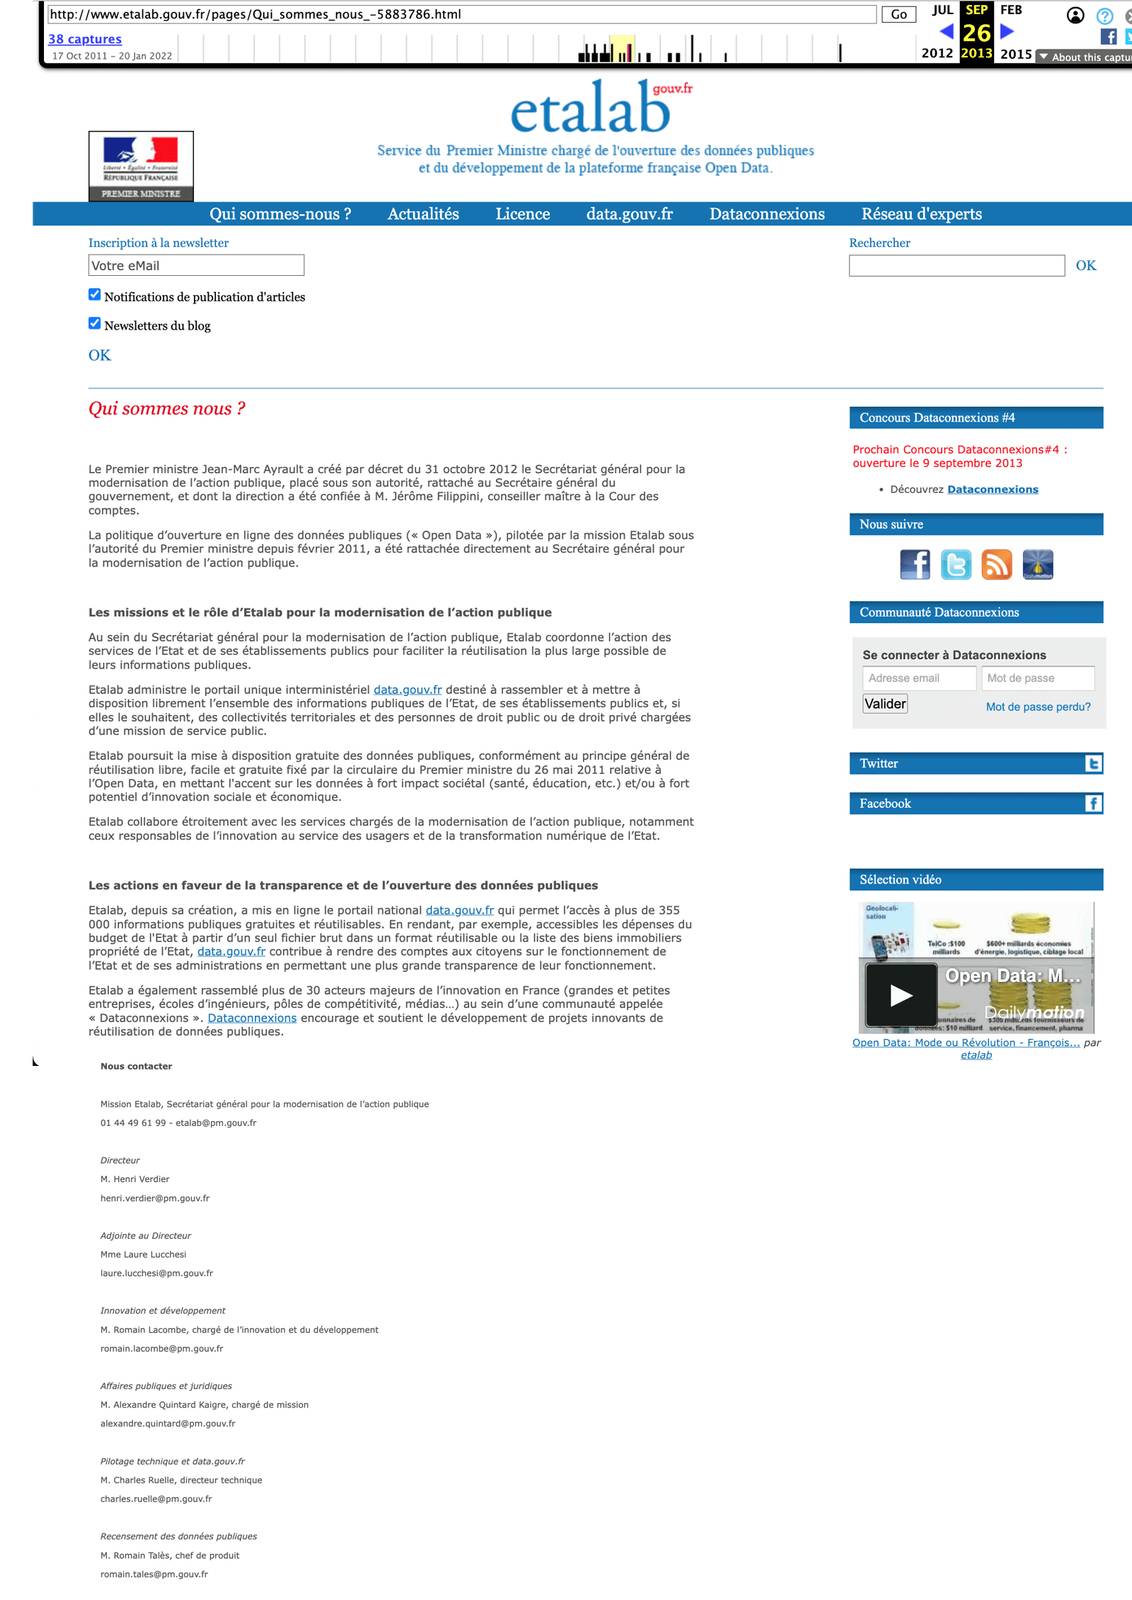 http://www.etalab.gouv.fr/pages/Qui_sommes_nous_-5883786.html
Go
JUL
SEP
FEB
38 captures
26
17 Oct 2011 – 20 Jan 2022
2012
2013
2015
About this captu
etalab
gouv.fr
Service du Premier Ministre chargé de l'ouverture des données publiques
et du développement de la plateforme française Open Data.
Liberté • Égalité • Fraternité
RÉPUBLIQUE FRANÇAISE
PREMIER MINISTRE
Qui sommes-nous ?
Actualités
Licence
data.gouv.fr
Dataconnexions
Réseau d'experts
Inscription à la newsletter
Votre eMail
Notifications de publication d'articles
Newsletters du blog
OK
Rechercher
OK
Qui sommes nous ?
Le Premier ministre Jean-Marc Ayrault a créé par décret du 31 octobre 2012 le Secrétariat général pour la
modernisation de l’action publique, placé sous son autorité, rattaché au Secrétaire général du
gouvernement, et dont la direction a été confiée à M. Jérôme Filippini, conseiller maître à la Cour des
comptes.
La politique d’ouverture en ligne des données publiques (« Open Data »), pilotée par la mission Etalab sous
l’autorité du Premier ministre depuis février 2011, a été rattachée directement au Secrétaire général pour
la modernisation de l’action publique.
Les missions et le rôle d’Etalab pour la modernisation de l’action publique
Au sein du Secrétariat général pour la modernisation de l’action publique, Etalab coordonne l’action des
services de l’Etat et de ses établissements publics pour faciliter la réutilisation la plus large possible de
leurs informations publiques.
Etalab administre le portail unique interministériel data.gouv.fr destiné à rassembler et à mettre à
disposition librement l’ensemble des informations publiques de l’Etat, de ses établissements publics et, si
elles le souhaitent, des collectivités territoriales et des personnes de droit public ou de droit privé chargées
d’une mission de service public.
Etalab poursuit la mise à disposition gratuite des données publiques, conformément au principe général de
réutilisation libre, facile et gratuite fixé par la circulaire du Premier ministre du 26 mai 2011 relative à
l’Open Data, en mettant l'accent sur les données à fort impact sociétal (santé, éducation, etc.) et/ou à fort
potentiel d’innovation sociale et économique.
Etalab collabore étroitement avec les services chargés de la modernisation de l’action publique, notamment
ceux responsables de l’innovation au service des usagers et de la transformation numérique de l’Etat.
Les actions en faveur de la transparence et de l’ouverture des données publiques
Etalab, depuis sa création, a mis en ligne le portail national data.gouv.fr qui permet l’accès à plus de 355
000 informations publiques gratuites et réutilisables. En rendant, par exemple, accessibles les dépenses du
budget de l'Etat à partir d’un seul fichier brut dans un format réutilisable ou la liste des biens immobiliers
propriété de l’Etat, data.gouv.fr contribue à rendre des comptes aux citoyens sur le fonctionnement de
l’Etat et de ses administrations en permettant une plus grande transparence de leur fonctionnement.
Etalab a également rassemblé plus de 30 acteurs majeurs de l’innovation en France (grandes et petites
entreprises, écoles d’ingénieurs, pôles de compétitivité, médias…) au sein d’une communauté appelée
« Dataconnexions ». Dataconnexions encourage et soutient le développement de projets innovants de
réutilisation de données publiques.
Nous contacter
Mission Etalab, Secrétariat général pour la modernisation de l’action publique
01 44 49 61 99 - etalab@pm.gouv.fr
Directeur
M. Henri Verdier
henri.verdier@pm.gouv.fr
Adjointe au Directeur
Mme Laure Lucchesi
laure.lucchesi@pm.gouv.fr
Innovation et développement
M. Romain Lacombe, chargé de l’innovation et du développement
romain.lacombe@pm.gouv.fr
Affaires publiques et juridiques
M. Alexandre Quintard Kaigre, chargé de mission
alexandre.quintard@pm.gouv.fr
Pilotage technique et data.gouv.fr
M. Charles Ruelle, directeur technique
charles.ruelle@pm.gouv.fr
Recensement des données publiques
M. Romain Talès, chef de produit
romain.tales@pm.gouv.fr
Concours Dataconnexions #4
Prochain Concours Dataconnexions#4 :
ouverture le 9 septembre 2013
• Découvrez Dataconnexions
Nous suivre
Communauté Dataconnexions
Se connecter à Dataconnexions
Adresse email
Mot de passe
Valider
Mot de passe perdu?
Twitter
Facebook
Sélection vidéo
Géolocali-
sation
TelCo :$100
milliards
$600+ milliards économies
d'énergie, logistique, ciblage local
Open Data: M...
Dailymotion
données: $10 milliard
service, financement, pharma
Open Data: Mode ou Révolution - François... par
etalab